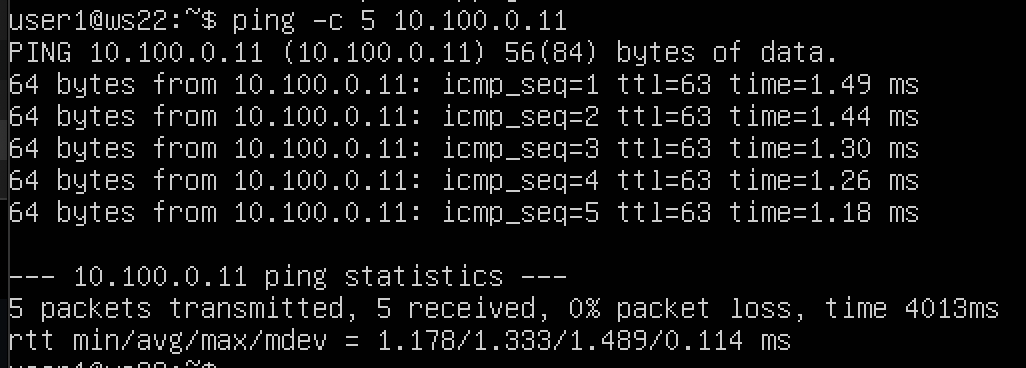 user1@ws22:~$ ping -c 5 10.100.0.11
PING 10.100.0.11 (10.100.0.11) 56(84) bytes of data.
64 bytes from 10.100.0.11: icmp_seq=1 ttl=63 time=1.49 ms
64 bytes from 10.100.0.11: icmp_seq=2 ttl=63 time=1.44 ms
64 bytes from 10.100.0.11: icmp_seq=3 ttl=63 time=1.30 ms
64 bytes from 10.100.0.11: icmp_seq=4 ttl=63 time=1.26 ms
64 bytes from 10.100.0.11: icmp_seq=5 ttl=63 time=1.18 ms
--- 10.100.0.11 ping statistics ---
5 packets transmitted, 5 received, 0% packet loss, time 4013ms
rtt min/avg/max/mdev = 1.178/1.333/1.489/0.114 ms